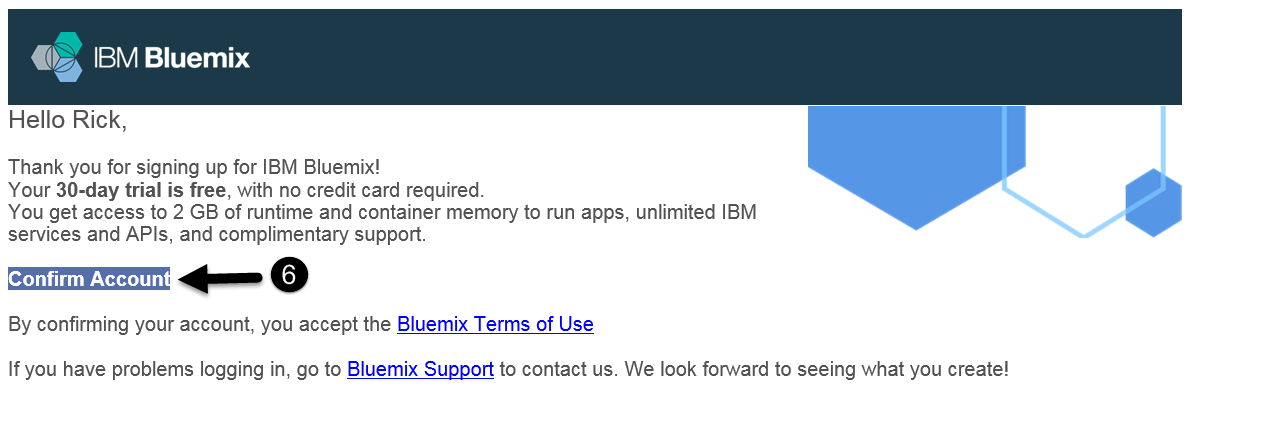 IBM Bluemix
Hello Rick,
Thank you for signing up for IBM Bluemix!
Your 30-day trial is free, with no credit card required.
You get access to 2 GB of runtime and container memory to run apps, unlimited IBM
services and APIs, and complimentary support.
Confirm Account 6
By confirming your account, you accept the Bluemix Terms of Use
If you have problems logging in, go to Bluemix Support to contact us. We look forward to seeing what you create!